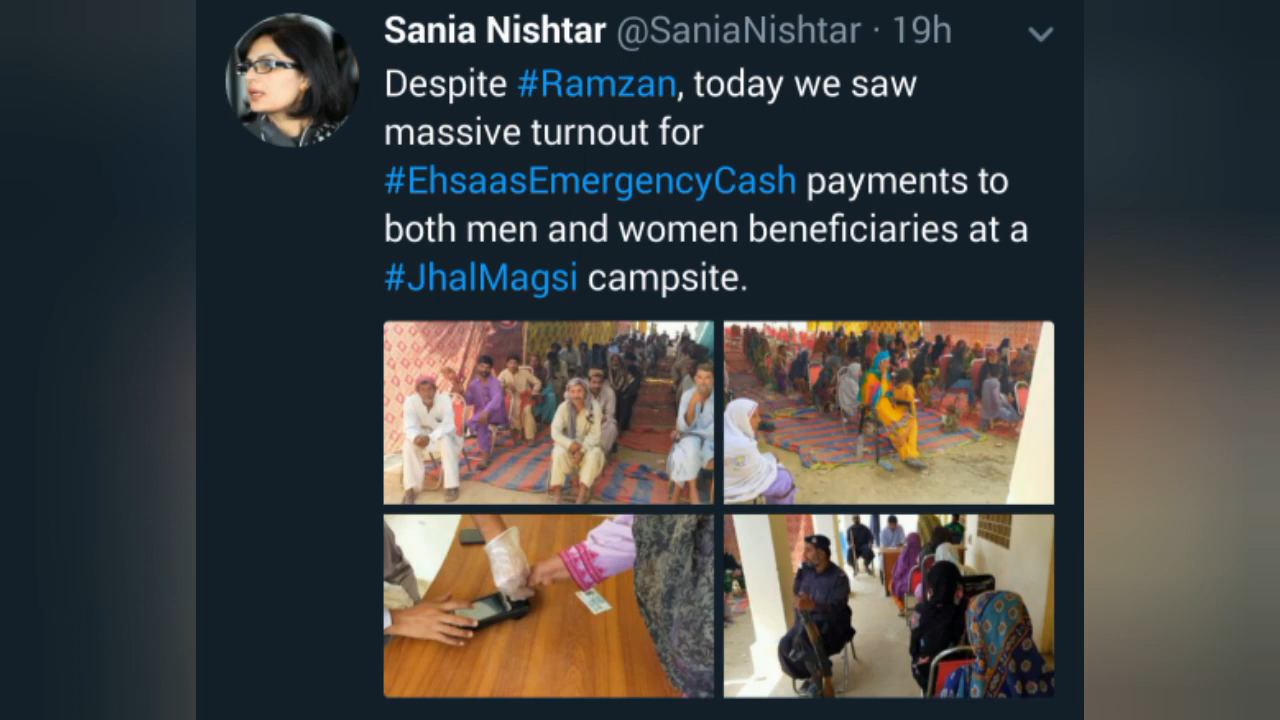 Sania Nishtar @SaniaNishtar · 19h
Despite #Ramzan, today we saw
massive turnout for
#EhsaasEmergencyCash payments to
both men and women beneficiaries at a
#JhalMagsi campsite.